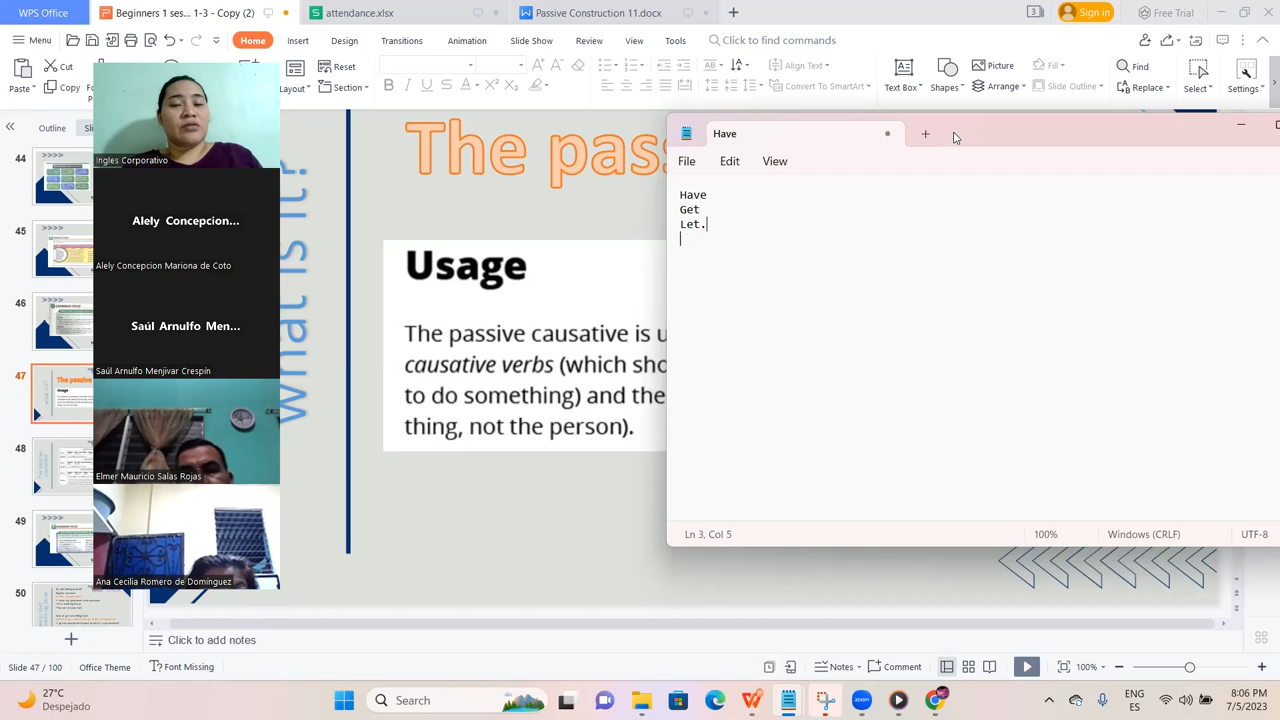 P5 - Bases ... 1-3 - Copy (2)
attendance.xlsx
Passive Construction 11.docx
Sign in
Free Trial
Menu
Home
Insert
Design
Transitions
Animation
Slide Show
Review
View
Tools
Click to find commands
Cut
Reset
Align Text
Picture
Find
Copy
Layout
Section
B I U S A X² X₂
Convert To SmartArt
Text Box
Shapes
Arrange
Slide Outline
Replace
Select
Settings
Outline
44
45
46
47
48
49
50
Ingles Corporativo
Alely Concepcion...
Alely Concepcion Mariona de Coto
Saúl Arnulfo Men...
Saúl Arnulfo Menjivar Crespín
Elmer Mauricio Salas Rojas
Ana Cecilia Romero de Domínguez
What is it?
The pass
Usage
The passive causative is u
causative verbs (which sho
to do something) and the
thing, not the person).
Have
File
Edit
View
Have
Get
Let.
Ln 3, Col 5
100%
Windows (CRLF)
UTF-8
Click to add notes
Slide 47 / 100
Office Theme
Font Missing
Notes
Comment
100%
27°C
Despejado
Search
ENG
ES
8:06 PM
7/5/2023